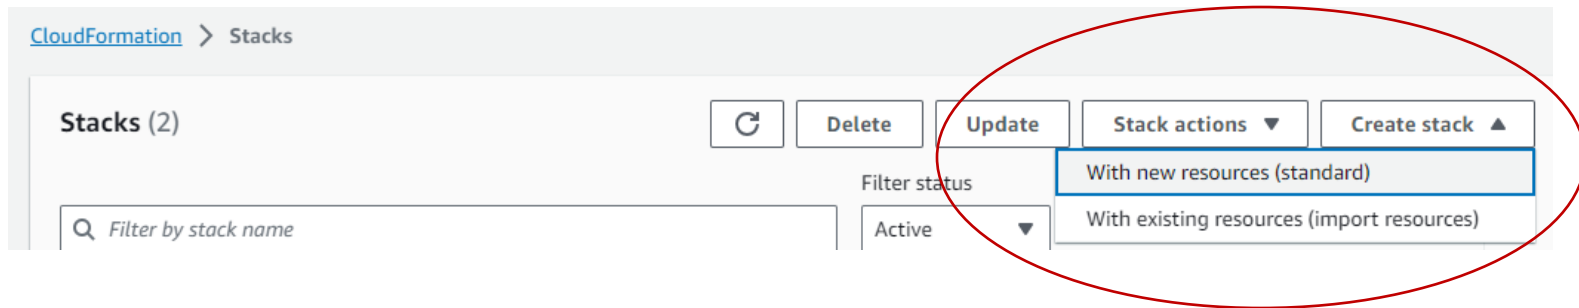 CloudFormation > Stacks
Stacks (2)
Delete
Update
Stack actions
Create stack
With new resources (standard)
With existing resources (import resources)
Filter status
Filter by stack name
Active